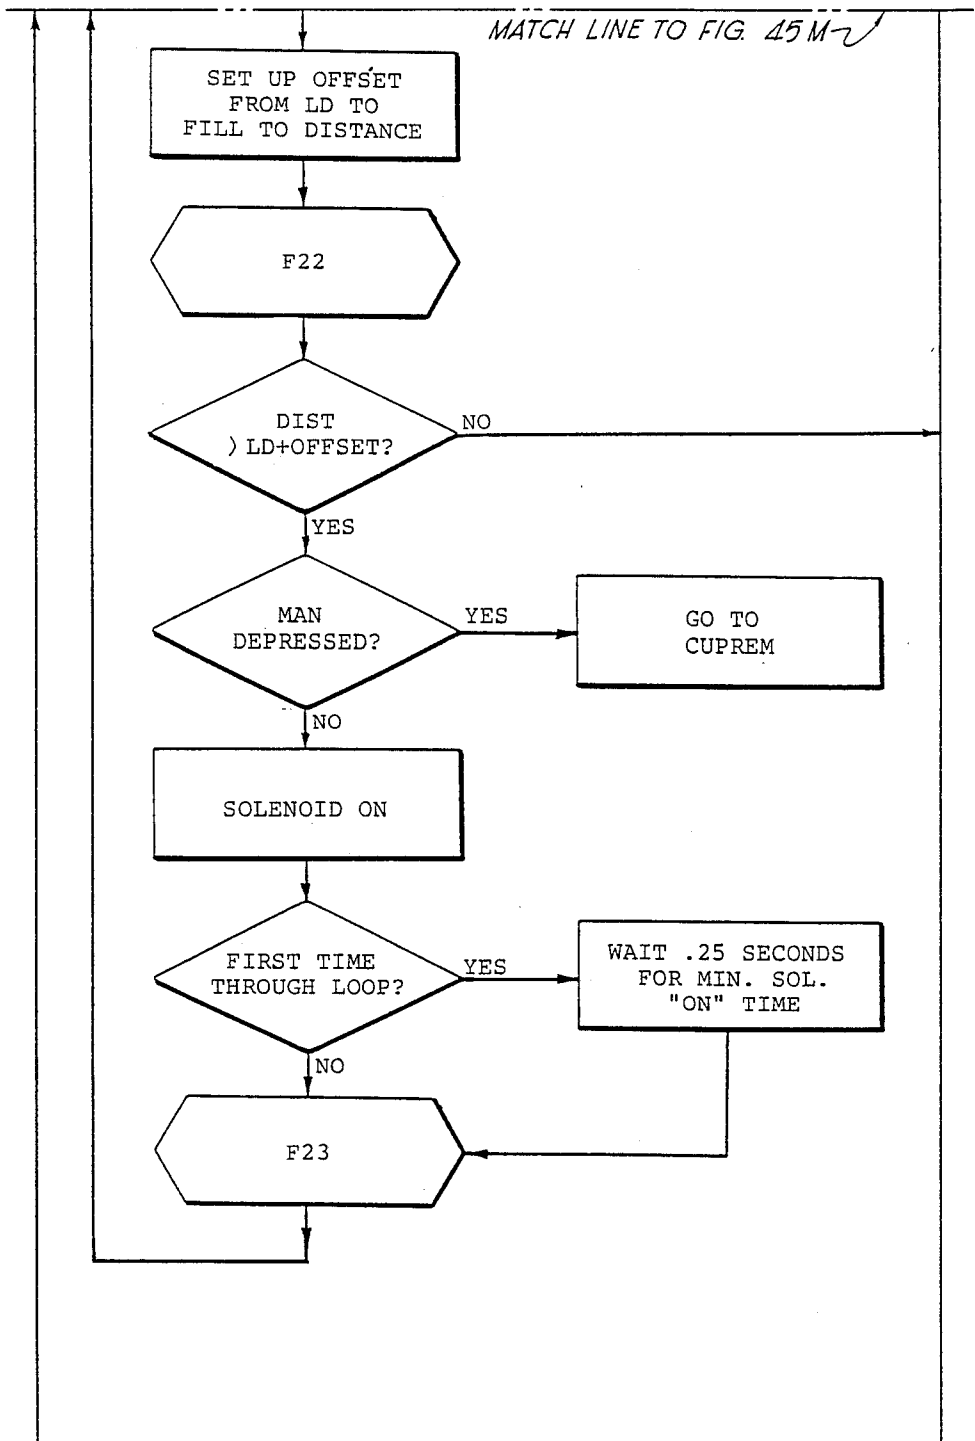 MATCH LINE TO FIG. 45M
SET UP OFFSET
FROM LD TO
FILL TO DISTANCE
F22
DIST
)LD+OFFSET?
NO
YES
MAN
DEPRESSED?
YES
GO TO
CUPREM
NO
SOLENOID ON
FIRST TIME
THROUGH LOOP?
YES
WAIT .25 SECONDS
FOR MIN. SOL.
"ON" TIME
NO
F23